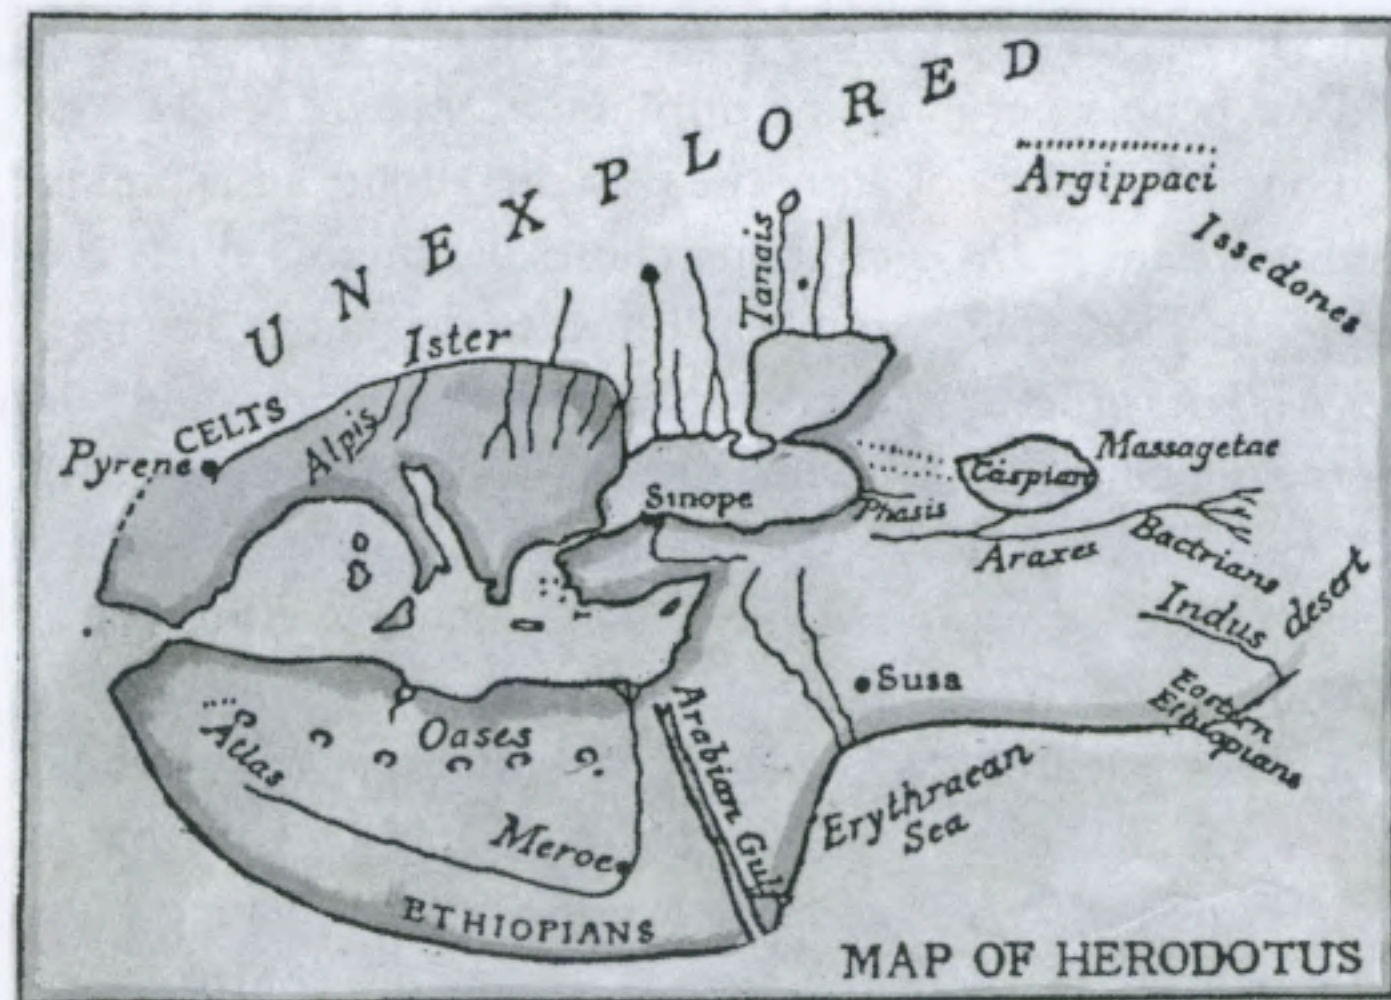 UNEXPLORED
Argippaci
Issedones
Tanais
Ister
CELTS
Alpis
Pyrene
Massagetae
Caspian
Sinope
Phasis
Araxes
Bactrians
desert
Indus
Susa
Eastern
Ethiopians
Arabian Gulf
Oases
Atlas
Meroe
Erythraean
Sea
ETHIOPIANS
MAP OF HERODOTUS